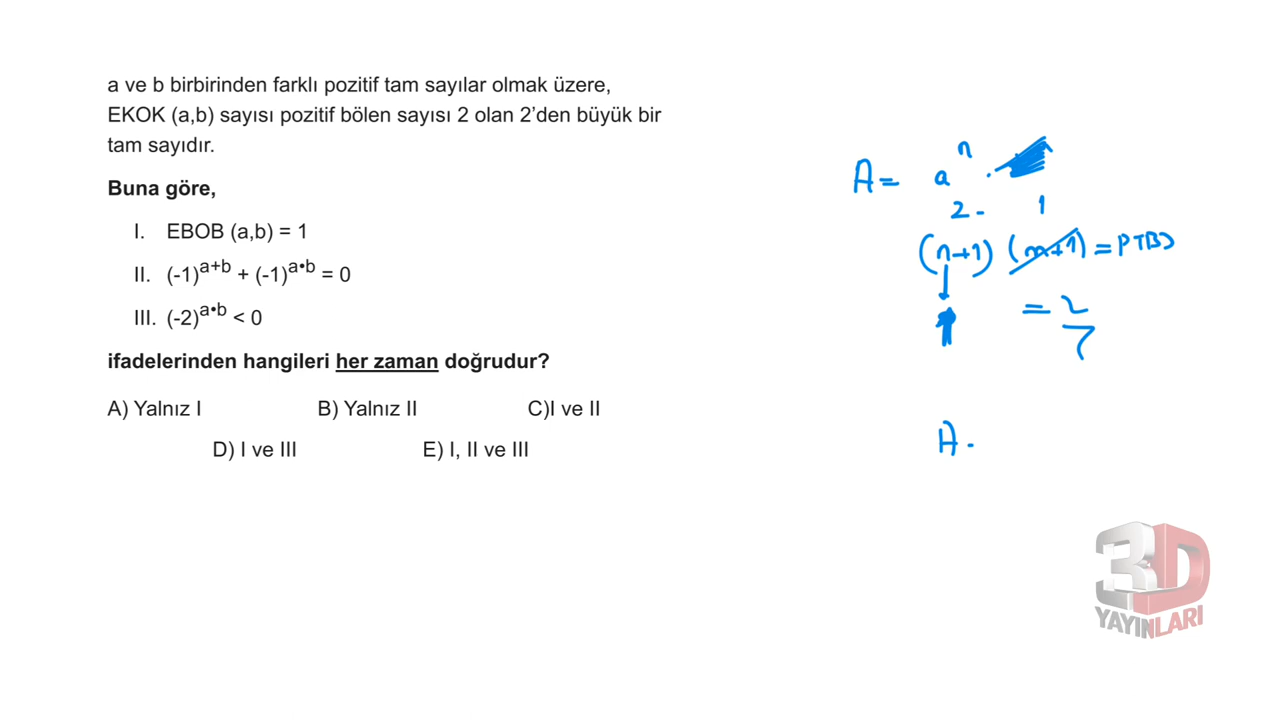 a ve b birbirinden farklı pozitif tam sayılar olmak üzere,
EKOK (a,b) sayısı pozitif bölen sayısı 2 olan 2'den büyük bir
tam sayıdır.
Buna göre,
I. EBOB (a,b) = 1
II. (-1)^a+b + (-1)^a•b = 0
III. (-2)^a•b < 0
ifadelerinden hangileri her zaman doğrudur?
A) Yalnız I B) Yalnız II C)I ve II
D) I ve III E) I, II ve III
A = a^n .
2 - 1
(n+1) (m+1) = PTBS
= 2
A
3D
YAYINLARI